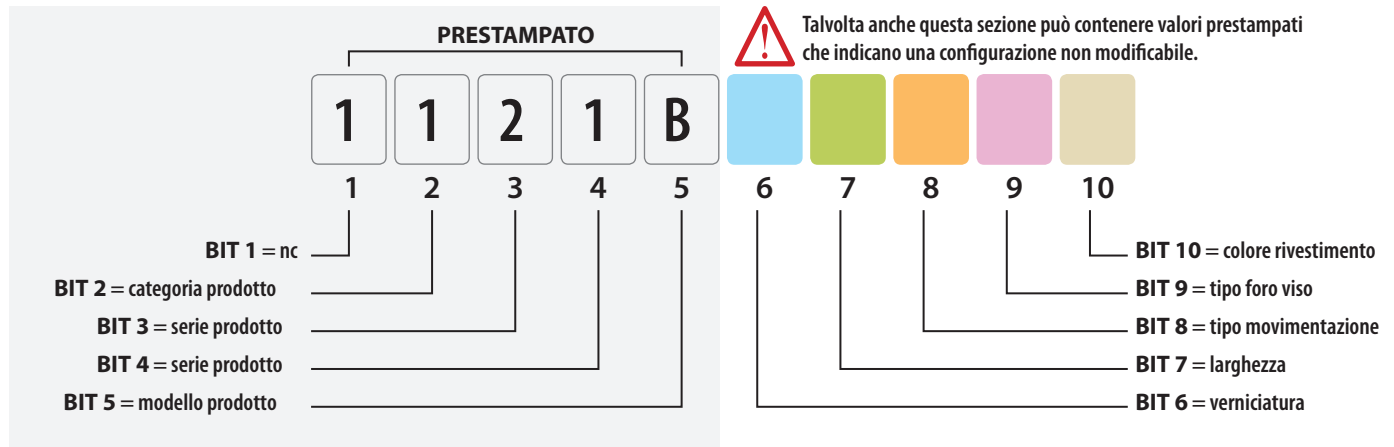 PRESTAMPATO
Talvolta anche questa sezione può contenere valori prestampati
che indicano una configurazione non modificabile.
1 1 2 1 B
1 2 3 4 5 6 7 8 9 10
BIT 1 = nc
BIT 2 = categoria prodotto
BIT 3 = serie prodotto
BIT 4 = serie prodotto
BIT 5 = modello prodotto
BIT 10 = colore rivestimento
BIT 9 = tipo foro viso
BIT 8 = tipo movimentazione
BIT 7 = larghezza
BIT 6 = verniciatura